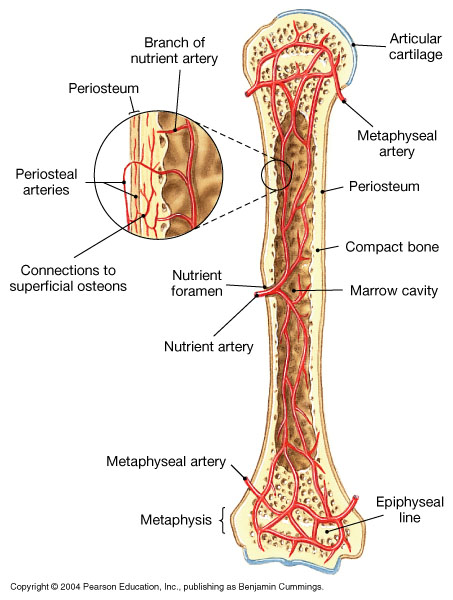 Branch of
nutrient artery
Articular
cartilage
Periosteum
Metaphyseal
artery
Periosteal
arteries
Periosteum
Compact bone
Connections to
superficial osteons
Nutrient
foramen
Marrow cavity
Nutrient artery
Metaphyseal artery
Epiphyseal
line
Metaphysis
Copyright © 2004 Pearson Education, Inc., publishing as Benjamin Cummings.